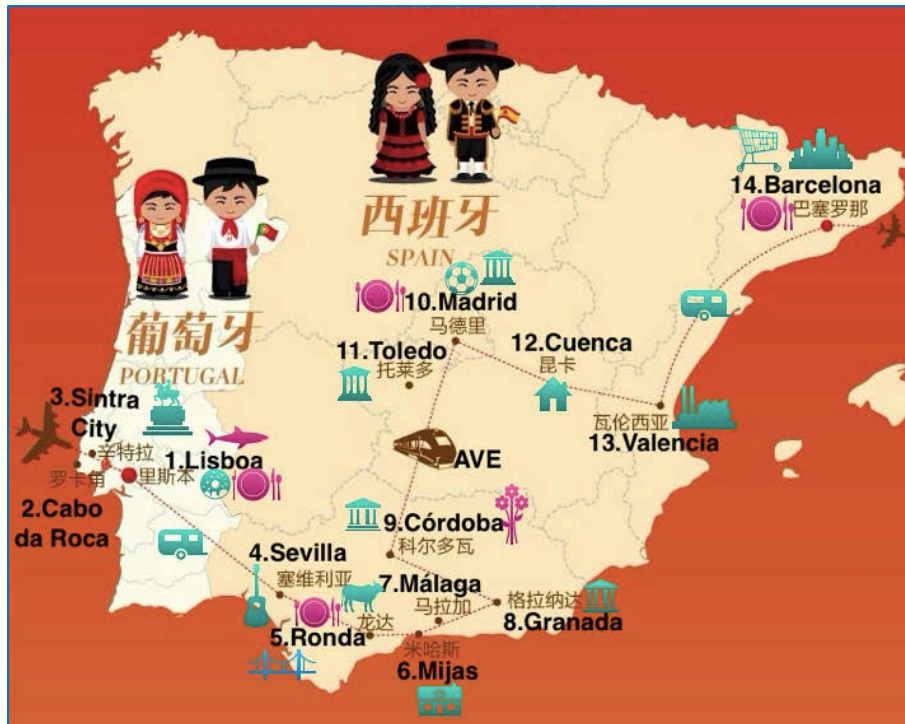 西班牙
SPAIN
葡萄牙
PORTUGAL
14.Barcelona
巴塞罗那
10.Madrid
马德里
11.Toledo
托莱多
12.Cuenca
昆卡
瓦伦西亚
13.Valencia
3.Sintra
City
辛特拉
罗卡角
1.Lisboa
里斯本
2.Cabo
da Roca
AVE
9.Córdoba
科尔多瓦
4.Sevilla
塞维利亚
7.Málaga
马拉加
格拉纳达
8.Granada
龙达
5.Ronda
米哈斯
6.Mijas